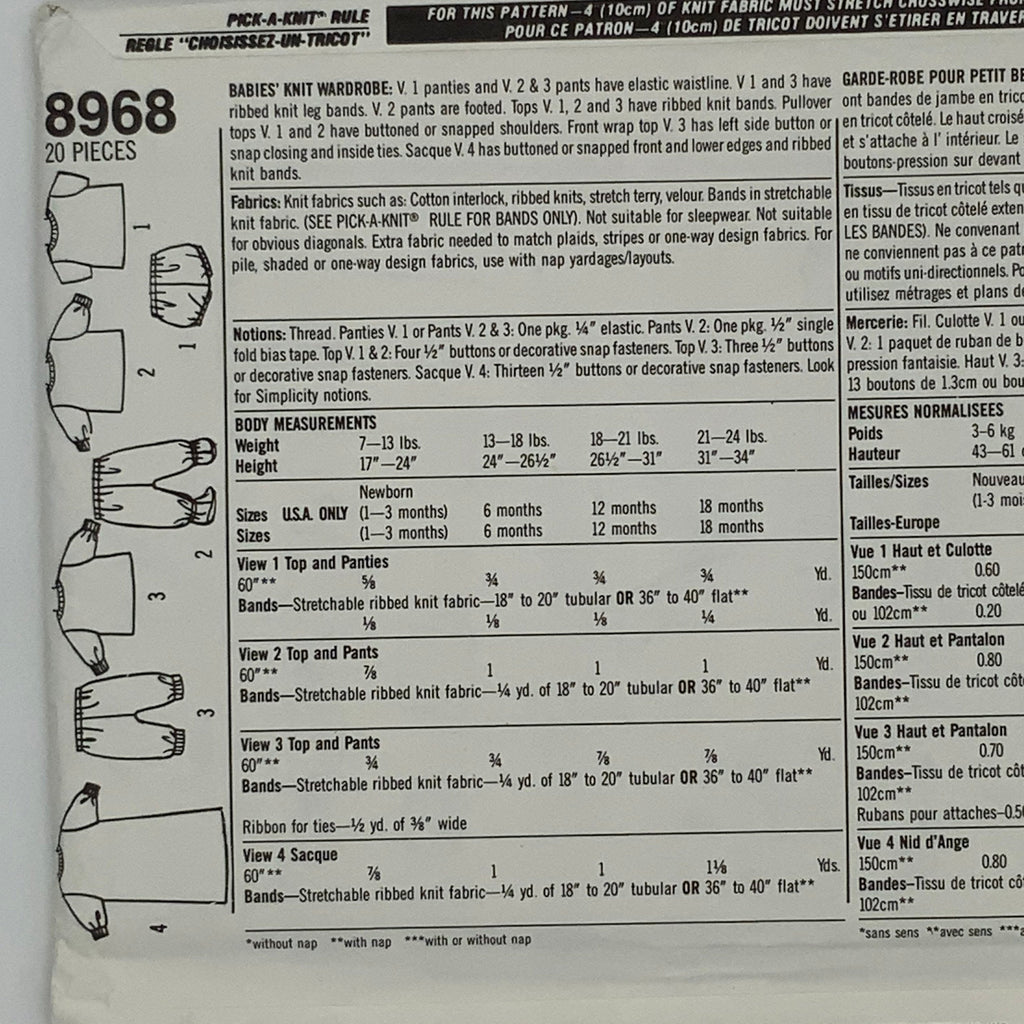 PICK-A-KNIT® RULE
REGLE "CHOISISSEZ-UN-TRICOT"
FOR THIS PATTERN—4 (10cm) OF KNIT FABRIC MUST STRETCH CROSSWISE FROM
POUR CE PATRON—4 (10cm) DE TRICOT DOIVENT S'ETIRER EN TRAVER
8968
20 PIECES
BABIES' KNIT WARDROBE: V. 1 panties and V. 2 & 3 pants have elastic waistline. V 1 and 3 have
ribbed knit leg bands. V. 2 pants are footed. Tops V. 1, 2 and 3 have ribbed knit bands. Pullover
tops V. 1 and 2 have buttoned or snapped shoulders. Front wrap top V. 3 has left side button or
snap closing and inside ties. Sacque V. 4 has buttoned or snapped front and lower edges and ribbed
knit bands.
Fabrics: Knit fabrics such as: Cotton interlock, ribbed knits, stretch terry, velour. Bands in stretchable
knit fabric. (SEE PICK-A-KNIT® RULE FOR BANDS ONLY). Not suitable for sleepwear. Not suitable
for obvious diagonals. Extra fabric needed to match plaids, stripes or one-way design fabrics. For
pile, shaded or one-way design fabrics, use with nap yardages/layouts.
Notions: Thread. Panties V. 1 or Pants V. 2 & 3: One pkg. ¼" elastic. Pants V. 2: One pkg. ½" single
fold bias tape. Top V. 1 & 2: Four ½" buttons or decorative snap fasteners. Top V. 3: Three ½" buttons
or decorative snap fasteners. Sacque V. 4: Thirteen ½" buttons or decorative snap fasteners. Look
for Simplicity notions.
BODY MEASUREMENTS
Weight 7—13 lbs. 13—18 lbs. 18—21 lbs. 21—24 lbs.
Height 17"—24" 24"—26½" 26½"—31" 31"—34"
Newborn
Sizes U.S.A. ONLY (1—3 months) 6 months 12 months 18 months
Sizes (1—3 months) 6 months 12 months 18 months
View 1 Top and Panties
60"** ⅝ ¾ ¾ ¾ Yd.
Bands—Stretchable ribbed knit fabric—18" to 20" tubular OR 36" to 40" flat**
⅛ ⅛ ⅛ ¼ Yd.
View 2 Top and Pants
60"** ⅞ 1 1 1 Yd.
Bands—Stretchable ribbed knit fabric—¼ yd. of 18" to 20" tubular OR 36" to 40" flat**
View 3 Top and Pants
60"** ¾ ¾ ⅞ ⅞ Yd.
Bands—Stretchable ribbed knit fabric—¼ yd. of 18" to 20" tubular OR 36" to 40" flat**
Ribbon for ties—½ yd. of ⅜" wide
View 4 Sacque
60"** ⅞ 1 1 1⅛ Yds.
Bands—Stretchable ribbed knit fabric—¼ yd. of 18" to 20" tubular OR 36" to 40" flat**
*without nap **with nap ***with or without nap
1
1
2
2
3
3
4
GARDE-ROBE POUR PETIT BE
ont bandes de jambe en trico
en tricot côtelé. Le haut croisé
et s'attache à l' intérieur. Le
boutons-pression sur devant
Tissus—Tissus en tricot tels qu
en tissu de tricot côtelé exten
LES BANDES). Ne convenant
ne conviennent pas à ce patr
ou motifs uni-directionnels. Po
utilisez métrages et plans de
Mercerie: Fil. Culotte V. 1 ou
V. 2: 1 paquet de ruban de b
pression fantaisie. Haut V. 3:
13 boutons de 1.3cm ou bou
MESURES NORMALISEES
Poids 3–6 kg
Hauteur 43—61 c
Tailles/Sizes Nouveau
(1-3 moi
Tailles-Europe
Vue 1 Haut et Culotte
150cm** 0.60
Bandes–Tissu de tricot côtelé
ou 102cm** 0.20
Vue 2 Haut et Pantalon
150cm** 0.80
Bandes–Tissu de tricot côt
102cm**
Vue 3 Haut et Pantalon
150cm** 0.70
Bandes–Tissu de tricot côt
102cm**
Rubans pour attaches–0.50
Vue 4 Nid d'Ange
150cm** 0.80
Bandes–Tissu de tricot cô
102cm**
*sans sens **avec sens ***a